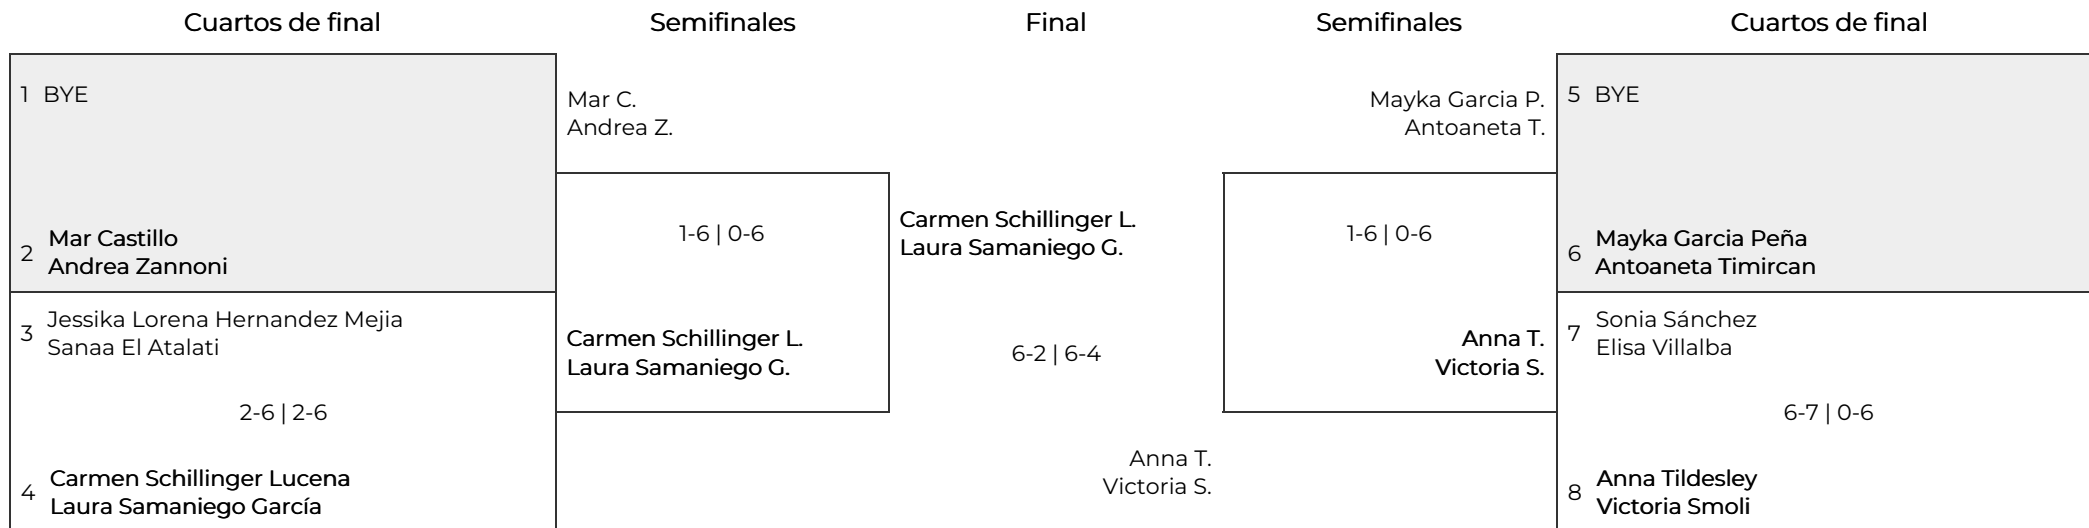 Cuartos de final
Semifinales
Final
Semifinales
Cuartos de final
1 BYE
2 Mar Castillo
Andrea Zannoni
3 Jessika Lorena Hernandez Mejia
Sanaa El Atalati
2-6 | 2-6
4 Carmen Schillinger Lucena
Laura Samaniego García
Mar C.
Andrea Z.
1-6 | 0-6
Carmen Schillinger L.
Laura Samaniego G.
Carmen Schillinger L.
Laura Samaniego G.
6-2 | 6-4
Anna T.
Victoria S.
Mayka Garcia P.
Antoaneta T.
1-6 | 0-6
Anna T.
Victoria S.
5 BYE
6 Mayka Garcia Peña
Antoaneta Timircan
7 Sonia Sánchez
Elisa Villalba
6-7 | 0-6
8 Anna Tildesley
Victoria Smoli